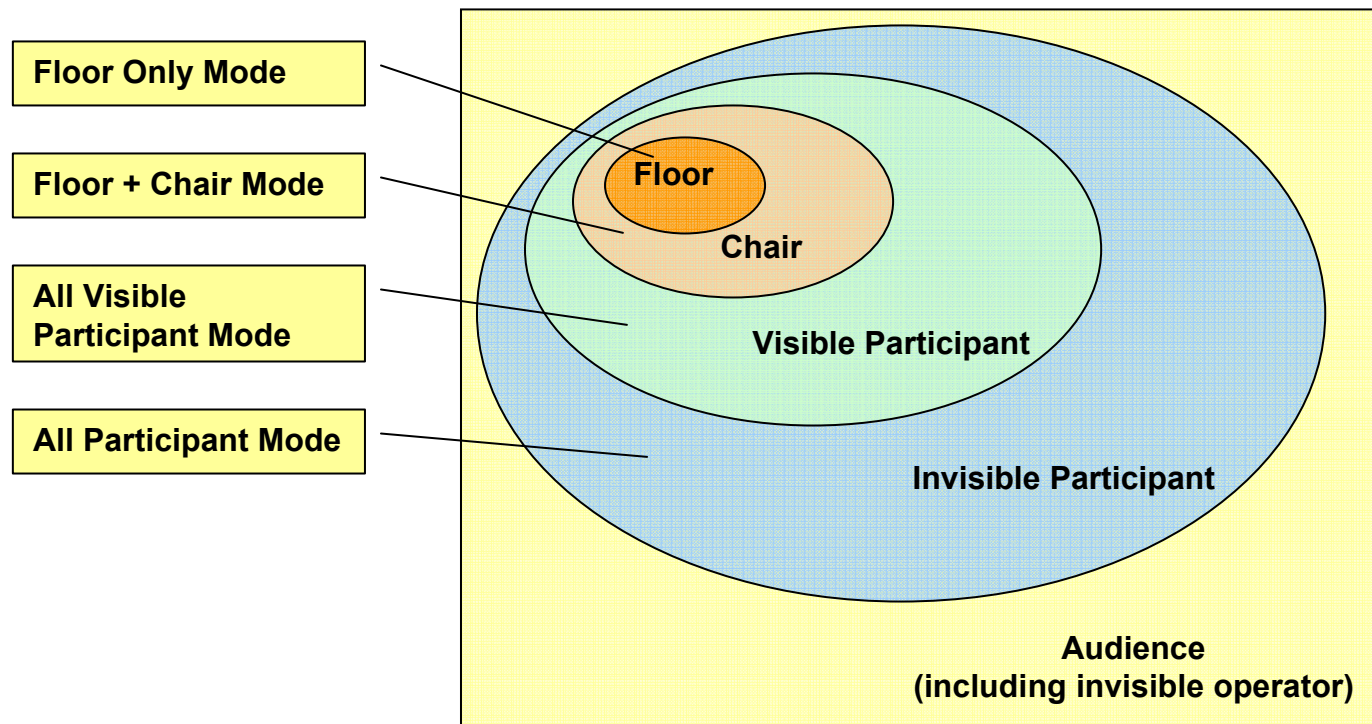 Floor Only Mode
Floor + Chair Mode
All Visible
Participant Mode
All Participant Mode
Floor
Chair
Visible Participant
Invisible Participant
Audience
(including invisible operator)